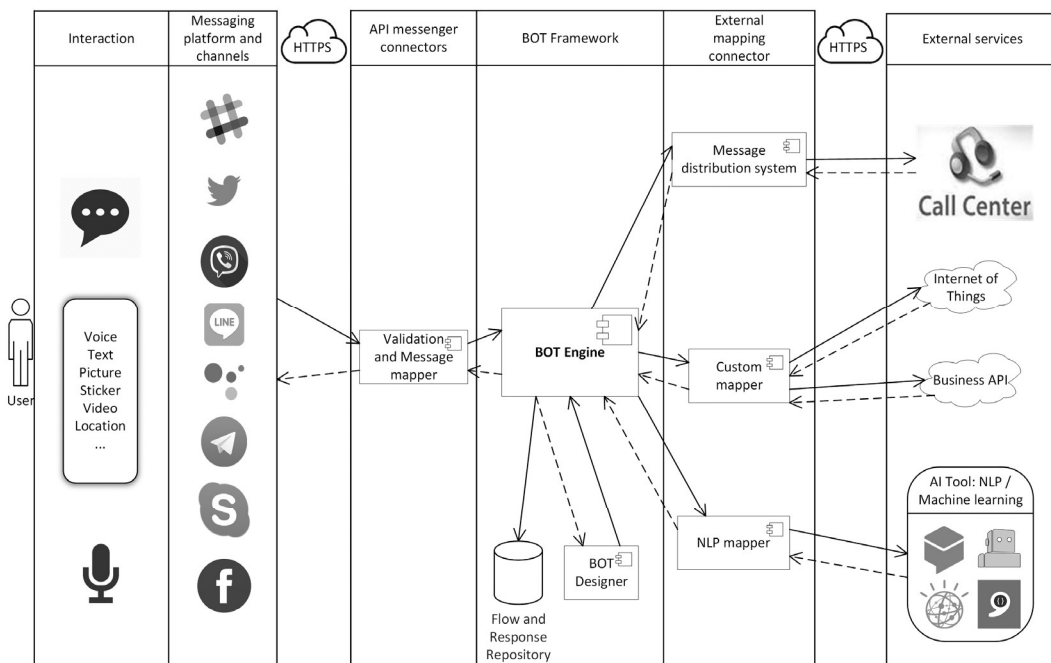 Interaction
Messaging
platform and
channels
HTTPS
API messenger
connectors
BOT Framework
External
mapping
connector
HTTPS
External services
User
Voice
Text
Picture
Sticker
Video
Location
...
LINE
S
f
Validation
and Message
mapper
BOT Engine
Flow and
Response
Repository
BOT
Designer
Message
distribution system
Custom
mapper
NLP mapper
Call Center
Internet of
Things
Business API
AI Tool: NLP /
Machine learning